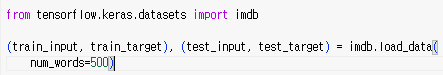 from tensorflow.keras.datasets import imdb
(train_input, train_target), (test_input, test_target) = imdb.load_data(
    num_words=500)